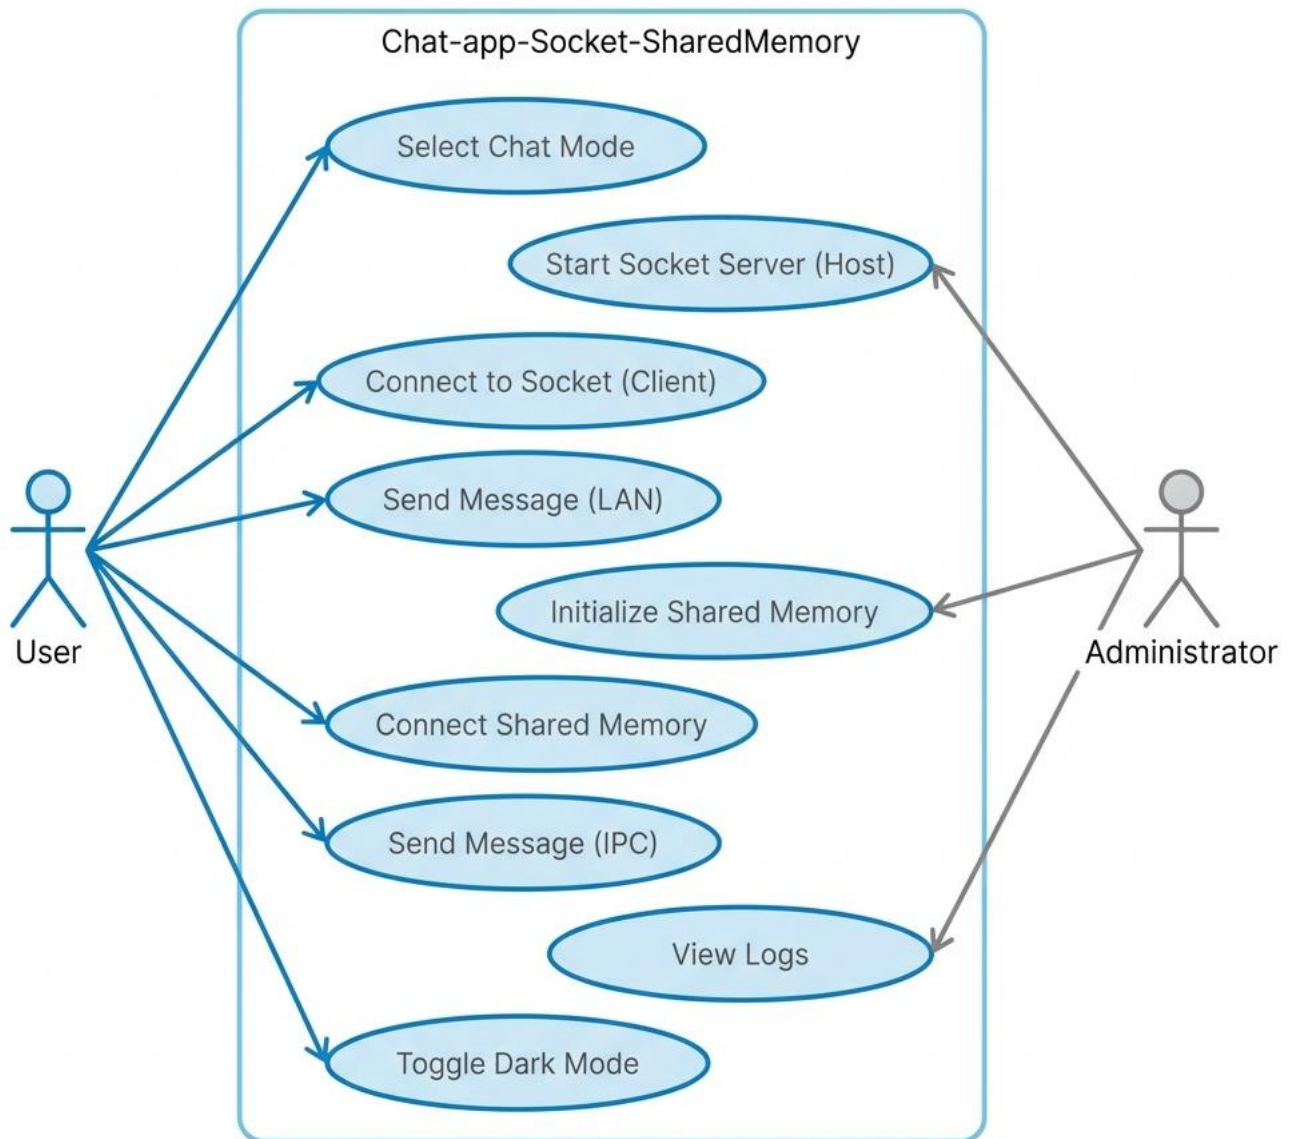 Chat-app-Socket-SharedMemory
Select Chat Mode
Start Socket Server (Host)
Connect to Socket (Client)
Send Message (LAN)
Initialize Shared Memory
User
Administrator
Connect Shared Memory
Send Message (IPC)
View Logs
Toggle Dark Mode